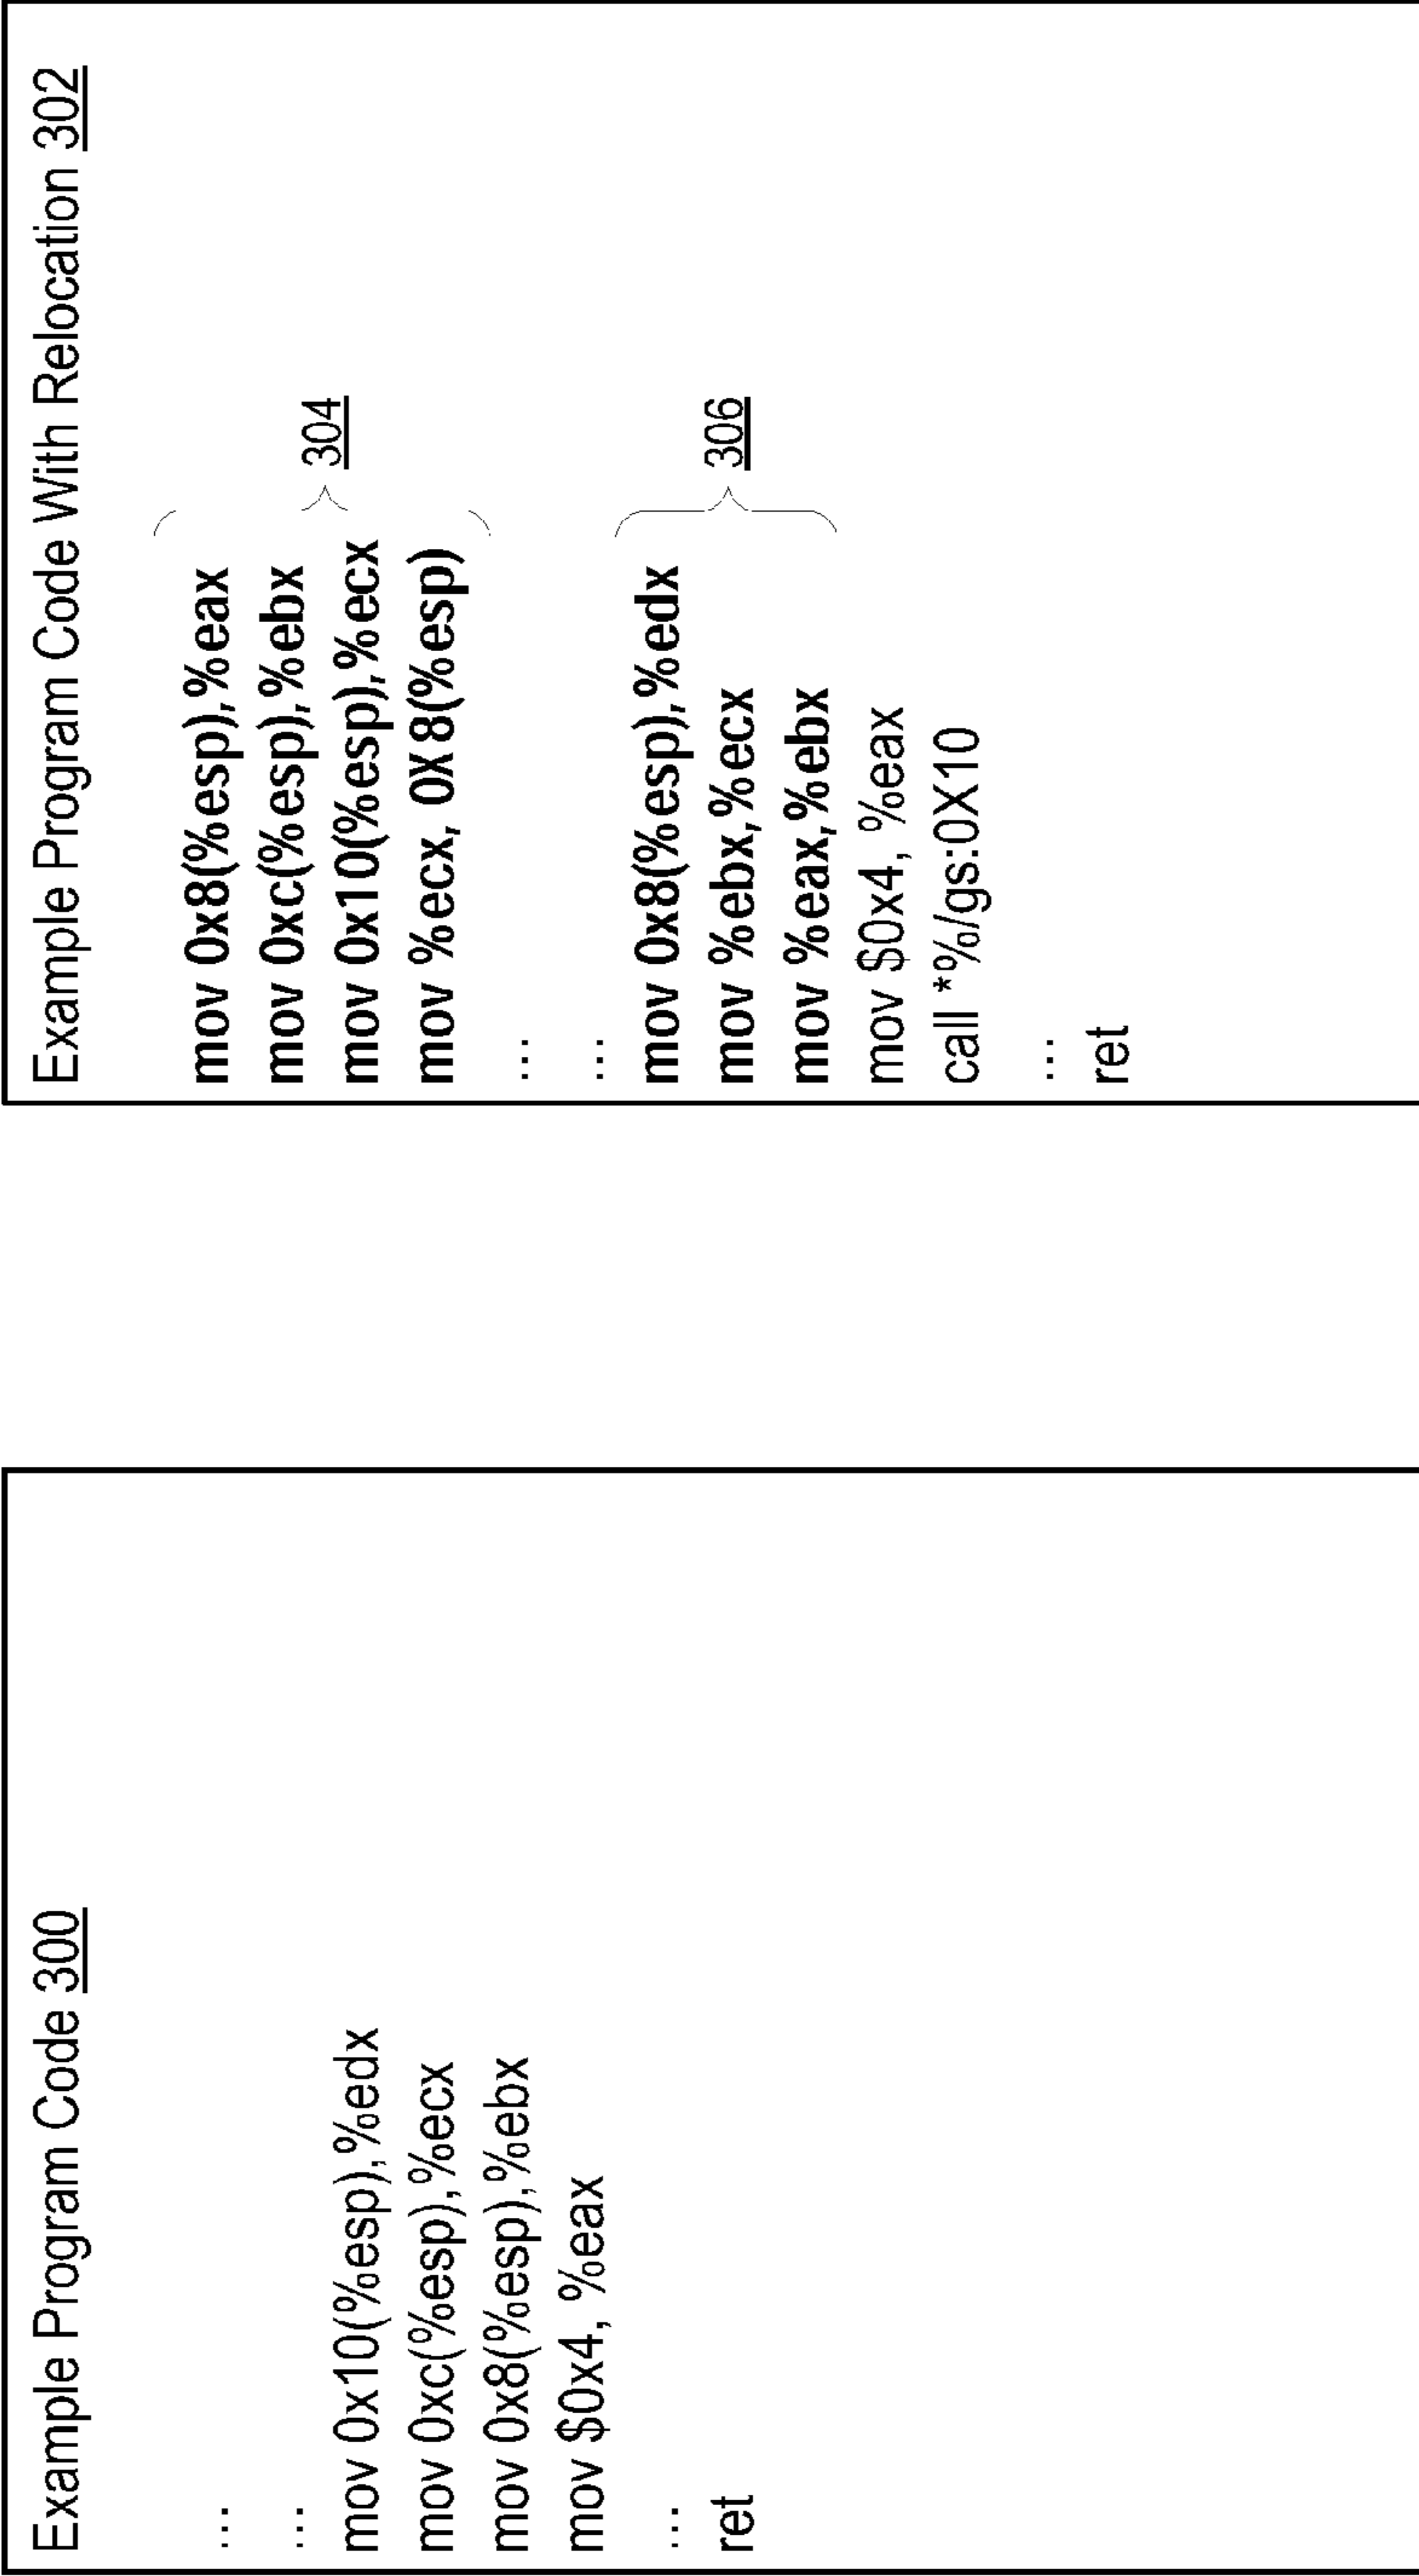 Example Program Code 300
...
...
mov 0x10(%esp),%edx
mov 0xc(%esp),%ecx
mov 0x8(%esp),%ebx
mov $0x4, %eax
...
ret
Example Program Code With Relocation 302
mov 0x8(%esp),%eax
mov 0xc(%esp),%ebx
mov 0x10(%esp),%ecx
mov %ecx, 0X8(%esp)
304
...
...
mov 0x8(%esp),%edx
mov %ebx,%ecx
mov %eax,%ebx
306
mov $0x4, %eax
call *%/gs:0X10
...
ret